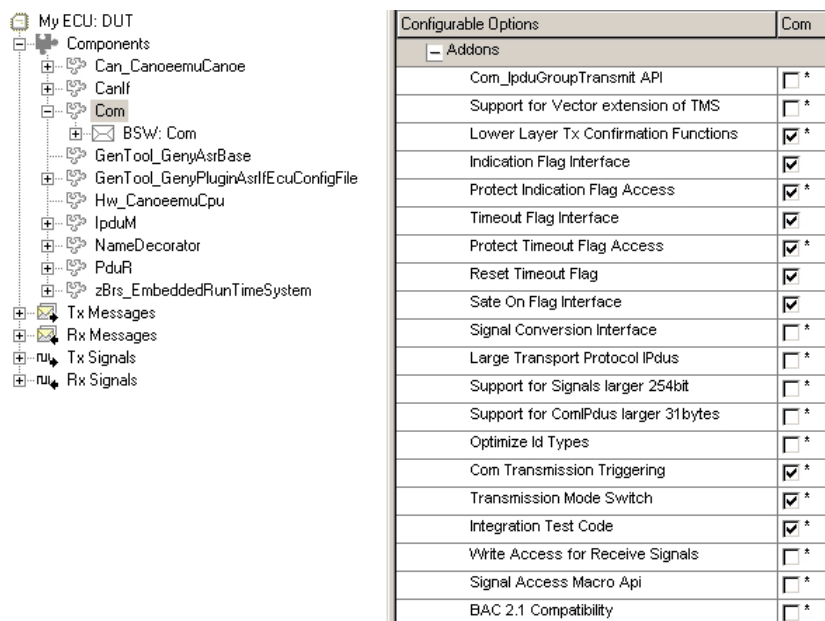 My ECU: DUT
Components
Can_CanoeemuCanoe
CanIf
Com
BSW: Com
GenTool_GenyAsrBase
GenTool_GenyPluginAsrIfEcuConfigFile
Hw_CanoeemuCpu
IpduM
NameDecorator
PduR
zBrs_EmbeddedRunTimeSystem
Tx Messages
Rx Messages
Tx Signals
Rx Signals
Configurable Options Com
Addons
Com_IpduGroupTransmit API *
Support for Vector extension of TMS *
Lower Layer Tx Confirmation Functions *
Indication Flag Interface
Protect Indication Flag Access *
Timeout Flag Interface
Protect Timeout Flag Access *
Reset Timeout Flag
Sate On Flag Interface
Signal Conversion Interface *
Large Transport Protocol IPdus *
Support for Signals larger 254bit *
Support for ComIPdus larger 31bytes *
Optimize Id Types *
Com Transmission Triggering *
Transmission Mode Switch *
Integration Test Code *
Write Access for Receive Signals *
Signal Access Macro Api *
BAC 2.1 Compatibility *